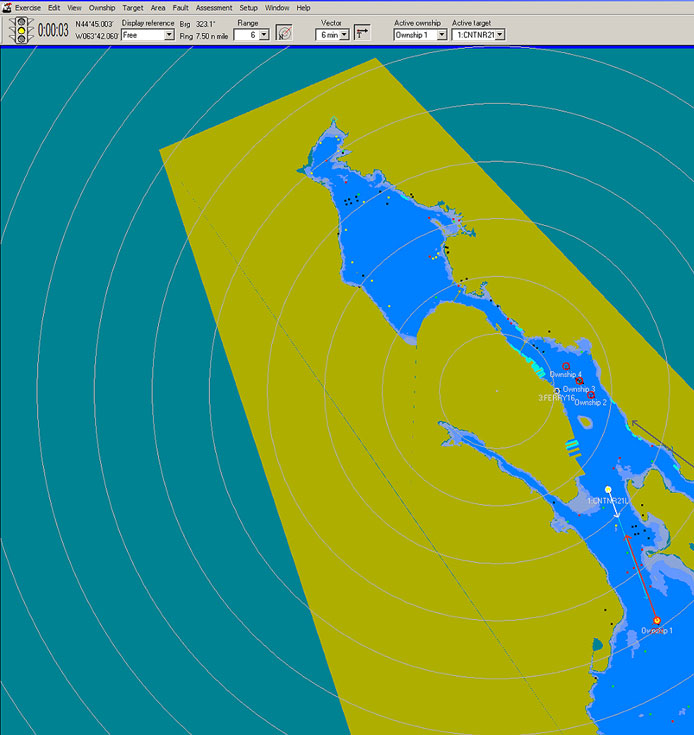 Exercise Edit View Ownship Target Area Fault Assessment Setup Window Help
0:00:03
N44°45.003'
W063°42.060'
Display reference
Free
Brg 323.1°
Rng 7.50 n mile
Range
6
Vector
6 min
Active ownship
Ownship 1
Active target
1:CNTNR21
Ownship 4
Ownship 3
3:FERRY16
Ownship 2
1:CNTNR21L
Ownship 1